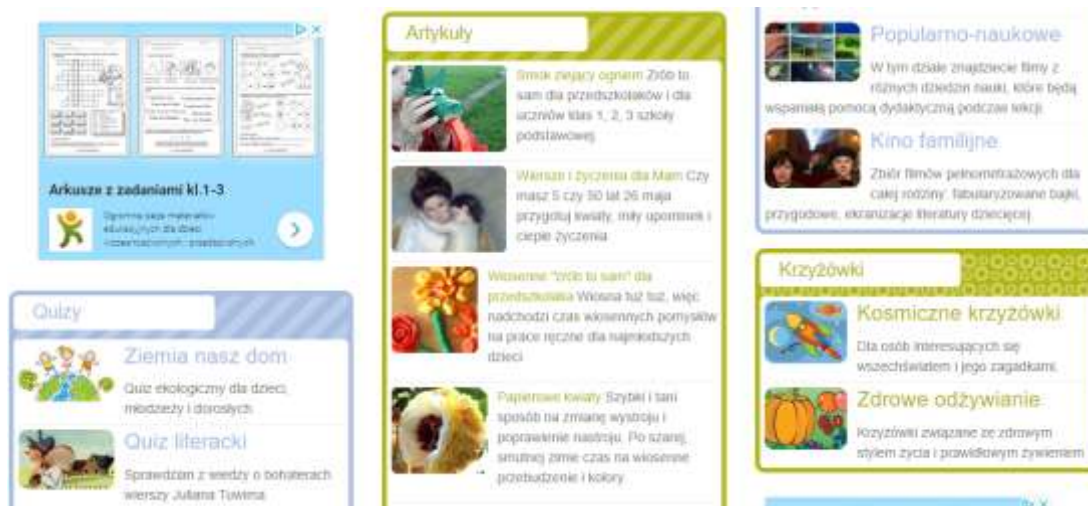 Arkusze z zadaniami kl.1-3
Ogromna baza materiałów
edukacyjnych dla dzieci
Quizy
Ziemia nasz dom
Quiz ekologiczny dla dzieci,
młodzieży i dorosłych.
Quiz literacki
Sprawdzian z wiedzy o bohaterach
wierszy Juliana Tuwima.
Artykuły
Smok ziejący ogniem Zrób to
sam dla przedszkolaków i dla
uczniów klas 1, 2, 3 szkoły
podstawowej.
Wiersze i życzenia dla Mam Czy
masz 5 czy 50 lat 26 maja
przygotuj kwiaty, miły upominek i
ciepłe życzenia.
Wiosenne "zrób to sam" dla
przedszkolaka Wiosna tuż tuż, więc
nadchodzi czas wiosennych pomysłów
na prace ręczne dla najmłodszych
dzieci.
Papierowe kwiaty Szybki i tani
sposób na zmianę wystroju i
poprawienie nastroju. Po szarej,
smutnej zimie czas na wiosenne
przebudzenie i kolory.
Popularno-naukowe
W tym dziale znajdziecie filmy z
różnych dziedzin nauki, które będą
wspaniałą pomocą dydaktyczną podczas lekcji.
Kino familijne
Zbiór filmów pełnometrażowych dla
całej rodziny: fabularyzowane bajki,
przygodowe, ekranizacje literatury dziecięcej.
Krzyżówki
Kosmiczne krzyżówki
Dla osób interesujących się
wszechświatem i jego zagadkami.
Zdrowe odżywianie
Krzyżówki związane ze zdrowym
stylem życia i prawidłowym żywieniem